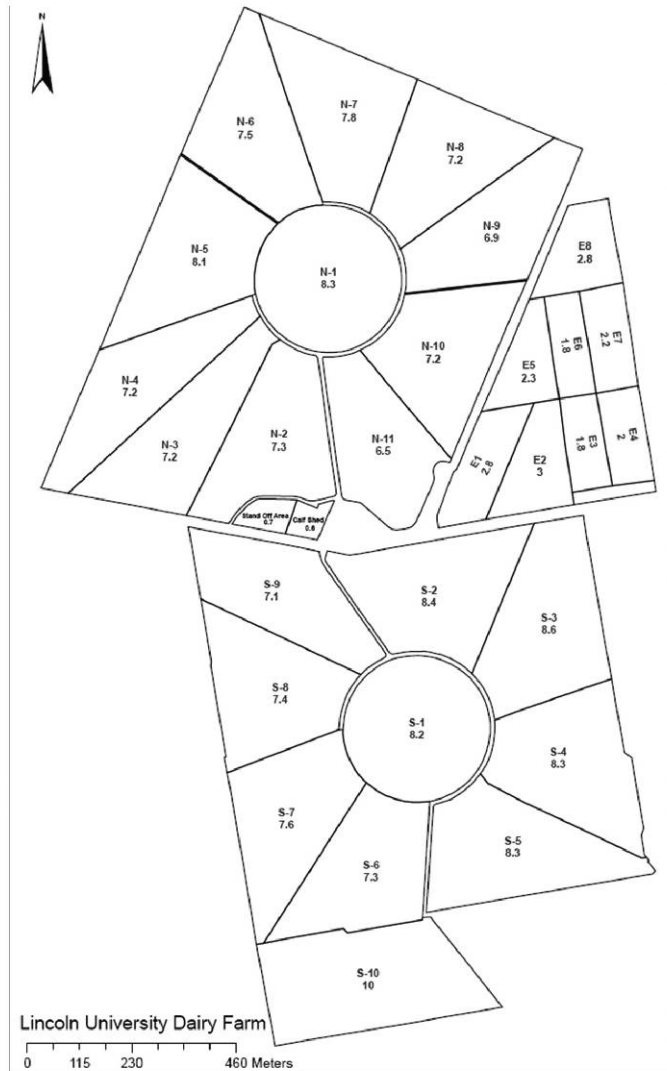 N
N-6
7.5
N-7
7.8
N-8
7.2
N-9
6.9
N-5
8.1
N-1
8.3
E8
2.8
E6
1.8
E7
2.2
N-10
7.2
E5
2.3
N-4
7.2
N-3
7.2
N-2
7.3
N-11
6.5
E1
2.8
E2
3
E3
1.8
E4
2
Stand Off Area
0.7
Calf Shed
0.6
S-9
7.1
S-2
8.4
S-3
8.6
S-8
7.4
S-1
8.2
S-4
8.3
S-7
7.6
S-6
7.3
S-5
8.3
S-10
10
Lincoln University Dairy Farm
0 115 230 460 Meters